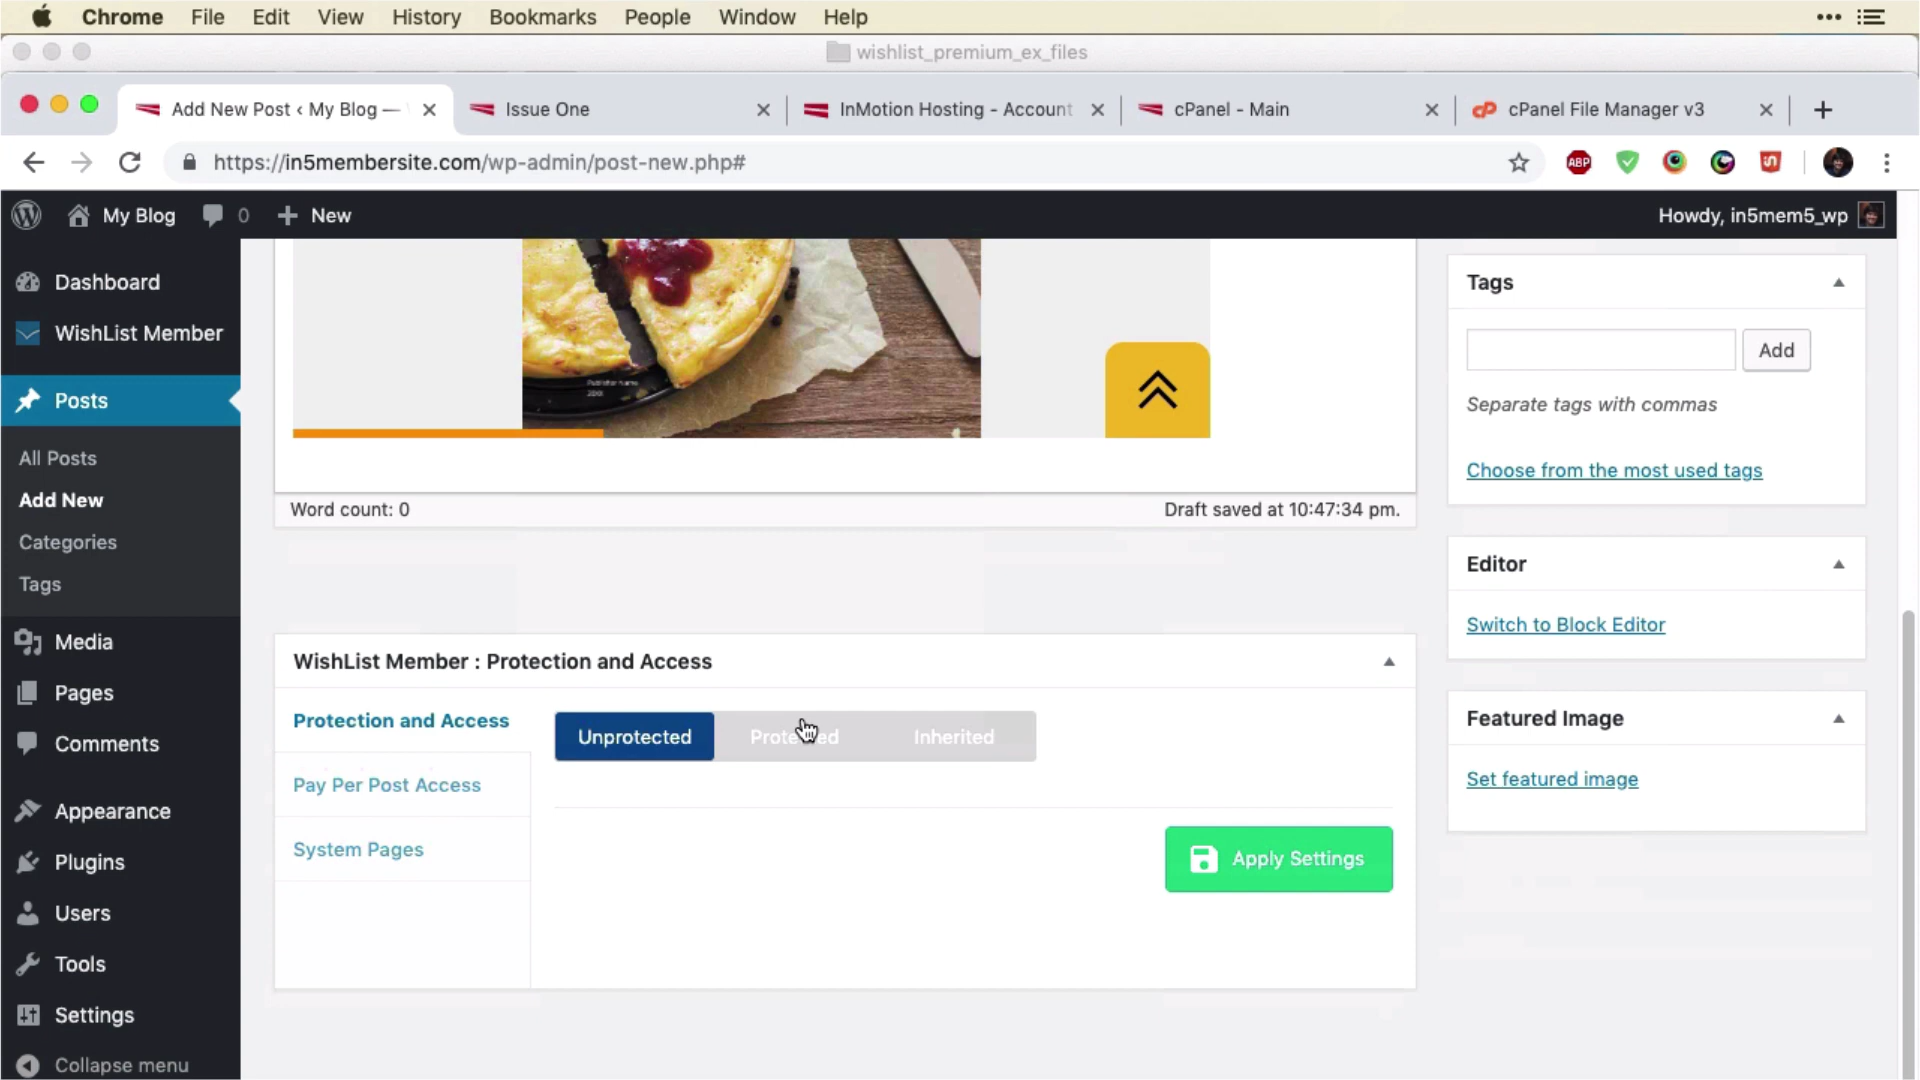 Chrome File Edit View History Bookmarks People Window Help
wishlist_premium_ex_files
Add New Post ‹ My Blog —
Issue One
InMotion Hosting - Account
cPanel - Main
cPanel File Manager v3
https://in5membersite.com/wp-admin/post-new.php#
ABP
My Blog 0 New
Howdy, in5mem5_wp
Dashboard
WishList Member
Posts
All Posts
Add New
Categories
Tags
Media
Pages
Comments
Appearance
Plugins
Users
Tools
Settings
Collapse menu
Publisher Name
Word count: 0
Draft saved at 10:47:34 pm.
WishList Member : Protection and Access
Protection and Access
Pay Per Post Access
System Pages
Unprotected
Protected
Inherited
Apply Settings
Tags
Add
Separate tags with commas
Choose from the most used tags
Editor
Switch to Block Editor
Featured Image
Set featured image